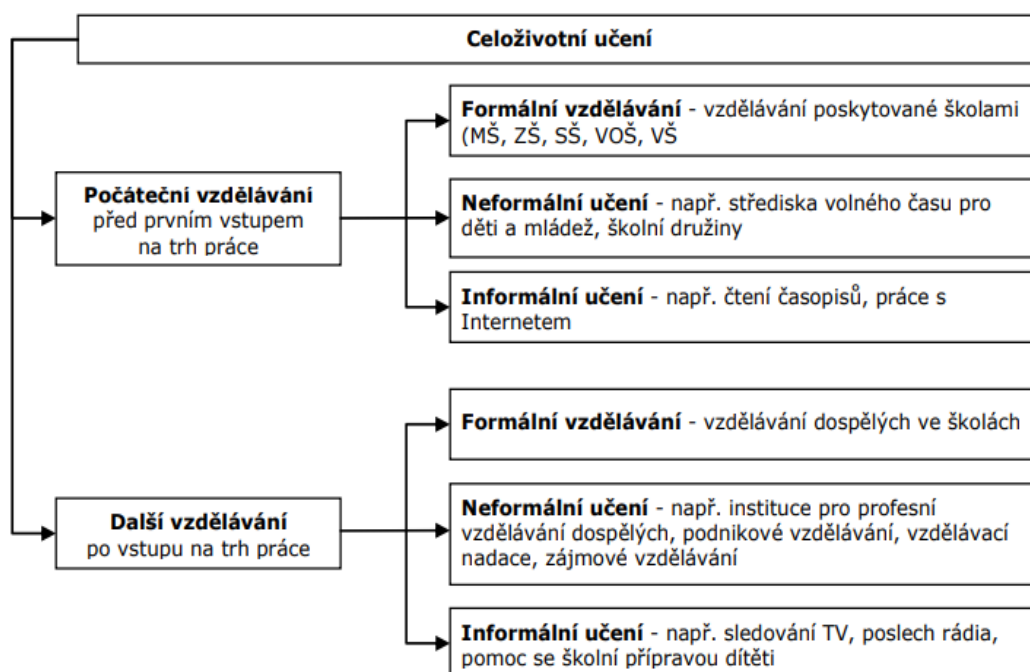 Celoživotní učení
Formální vzdělávání - vzdělávání poskytované školami
(MŠ, ZŠ, SŠ, VOŠ, VŠ
Počáteční vzdělávání
před prvním vstupem
na trh práce
Neformální učení - např. střediska volného času pro
děti a mládež, školní družiny
Informální učení - např. čtení časopisů, práce s
Internetem
Formální vzdělávání - vzdělávání dospělých ve školách
Další vzdělávání
po vstupu na trh práce
Neformální učení - např. instituce pro profesní
vzdělávání dospělých, podnikové vzdělávání, vzdělávací
nadace, zájmové vzdělávání
Informální učení - např. sledování TV, poslech rádia,
pomoc se školní přípravou dítěti